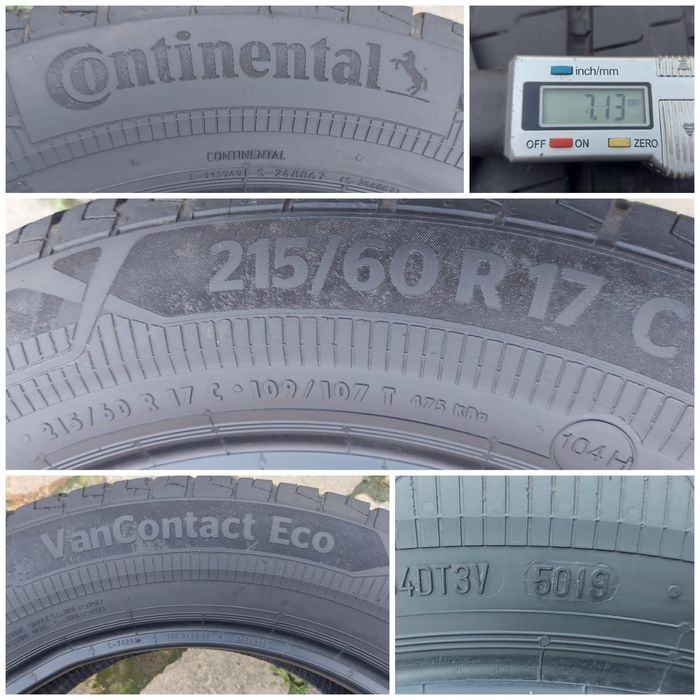 Continental
CONTINENTAL
inch/mm
7.13 mm
OFF ON ZERO
215/60 R 17 C
215/60 R 17 C • 109/107 T 475 KPa
104H
VanContact Eco
4DT3V 5019